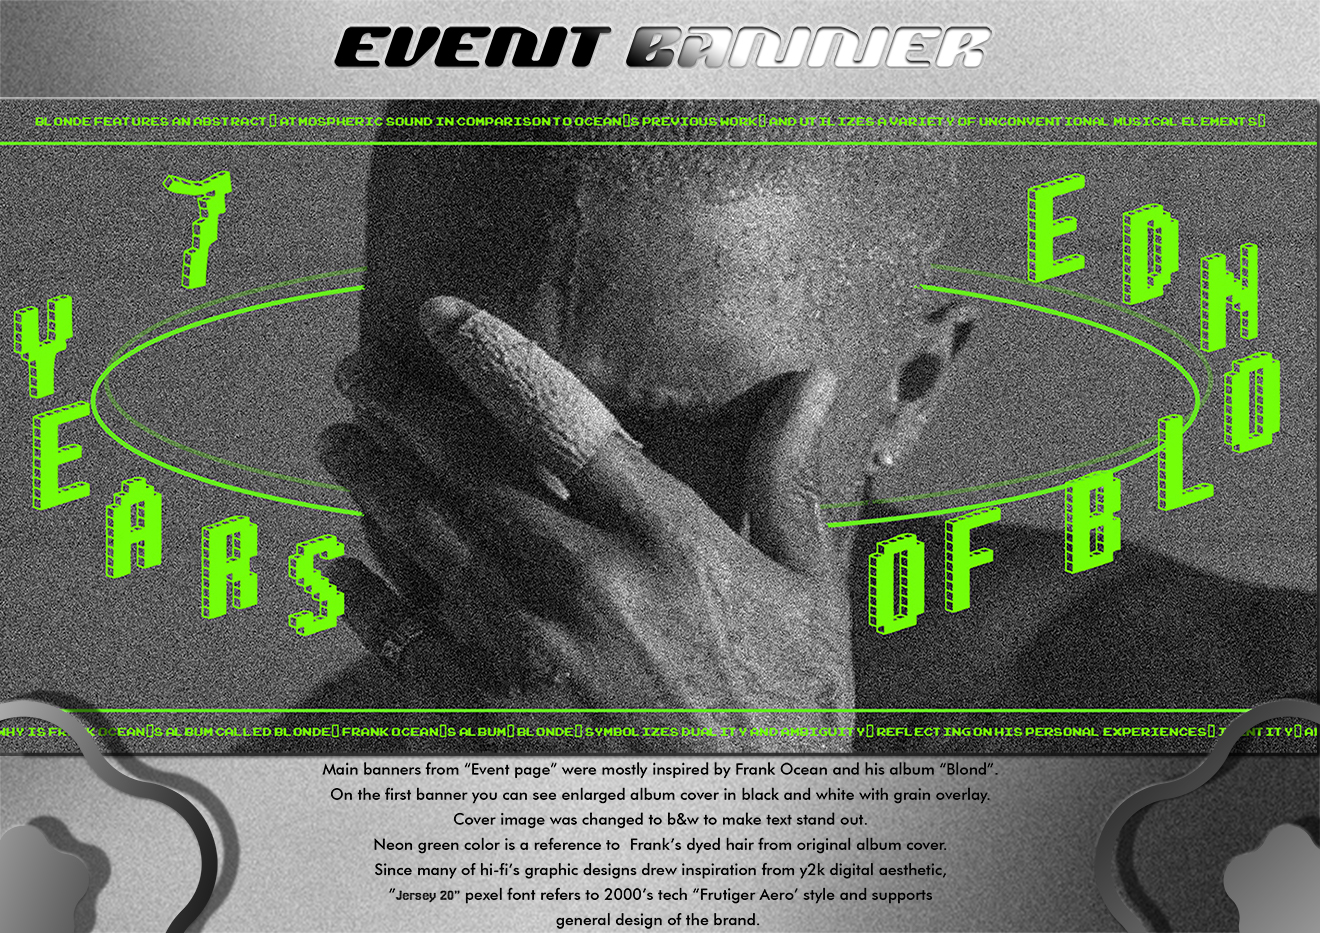 EVENT BANNER
BLONDE FEATURES AN ABSTRACT▯ ATMOSPHERIC SOUND IN COMPARISON TO OCEAN▯S PREVIOUS WORK▯ AND UTILIZES A VARIETY OF UNCONVENTIONAL MUSICAL ELEMENTS▯
7
YEARS
OF BLONDE
WHY IS FRANK OCEAN▯S ALBUM CALLED BLONDE▯ FRANK OCEAN▯S ALBUM▯ BLONDE▯ SYMBOLIZES DUALITY AND AMBIGUITY▯ REFLECTING ON HIS PERSONAL EXPERIENCES▯ IDENTITY▯
Main banners from “Event page” were mostly inspired by Frank Ocean and his album “Blond”.
On the first banner you can see enlarged album cover in black and white with grain overlay.
Cover image was changed to b&w to make text stand out.
Neon green color is a reference to  Frank’s dyed hair from original album cover.
Since many of hi-fi’s graphic designs drew inspiration from y2k digital aesthetic,
“Jersey 20” pexel font refers to 2000’s tech “Frutiger Aero’ style and supports
general design of the brand.